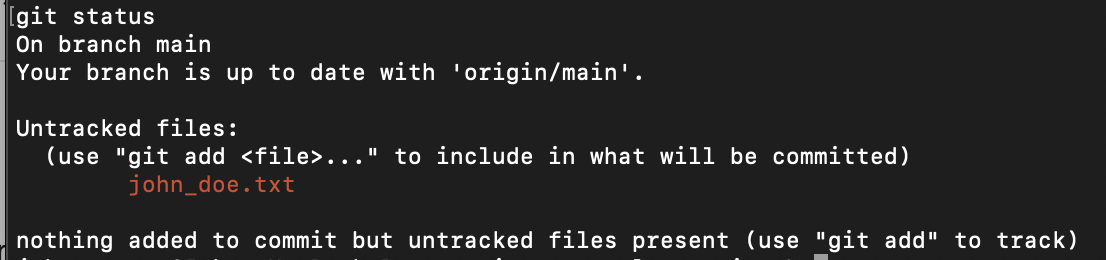 git status
On branch main
Your branch is up to date with 'origin/main'.
Untracked files:
(use "git add <file>..." to include in what will be committed)
john_doe.txt
nothing added to commit but untracked files present (use "git add" to track)